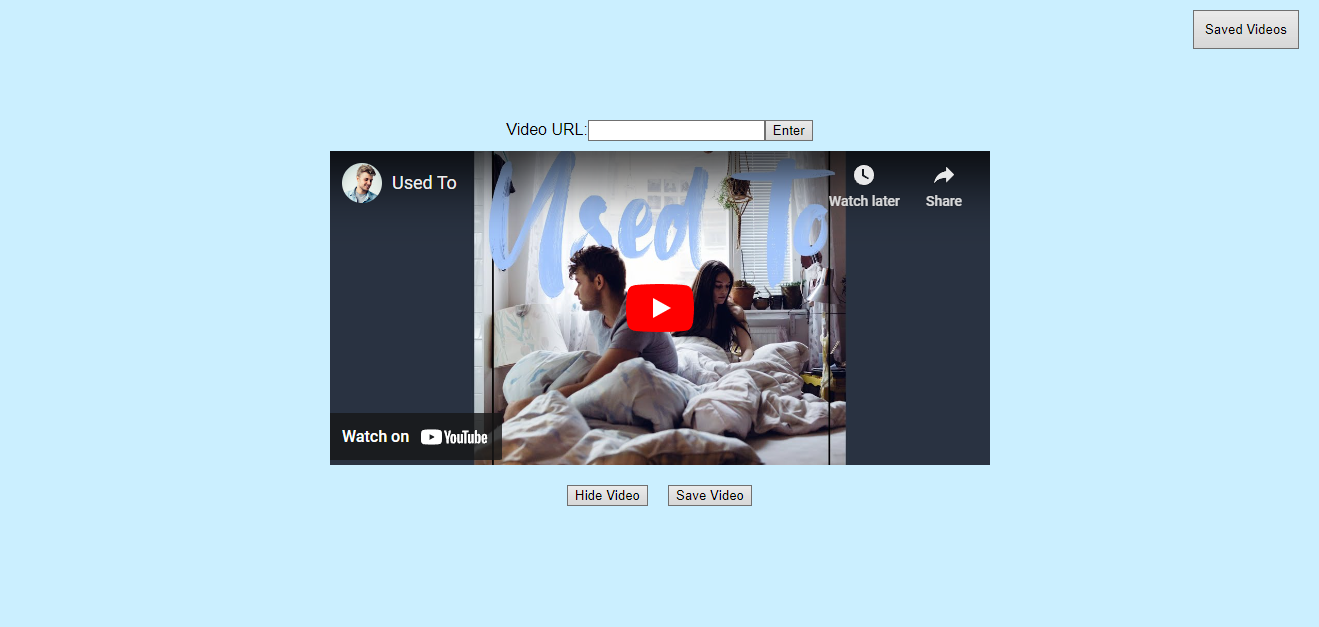 Saved Videos
Video URL: Enter
Used To
Used To
Watch later Share
Watch on YouTube
Hide Video Save Video